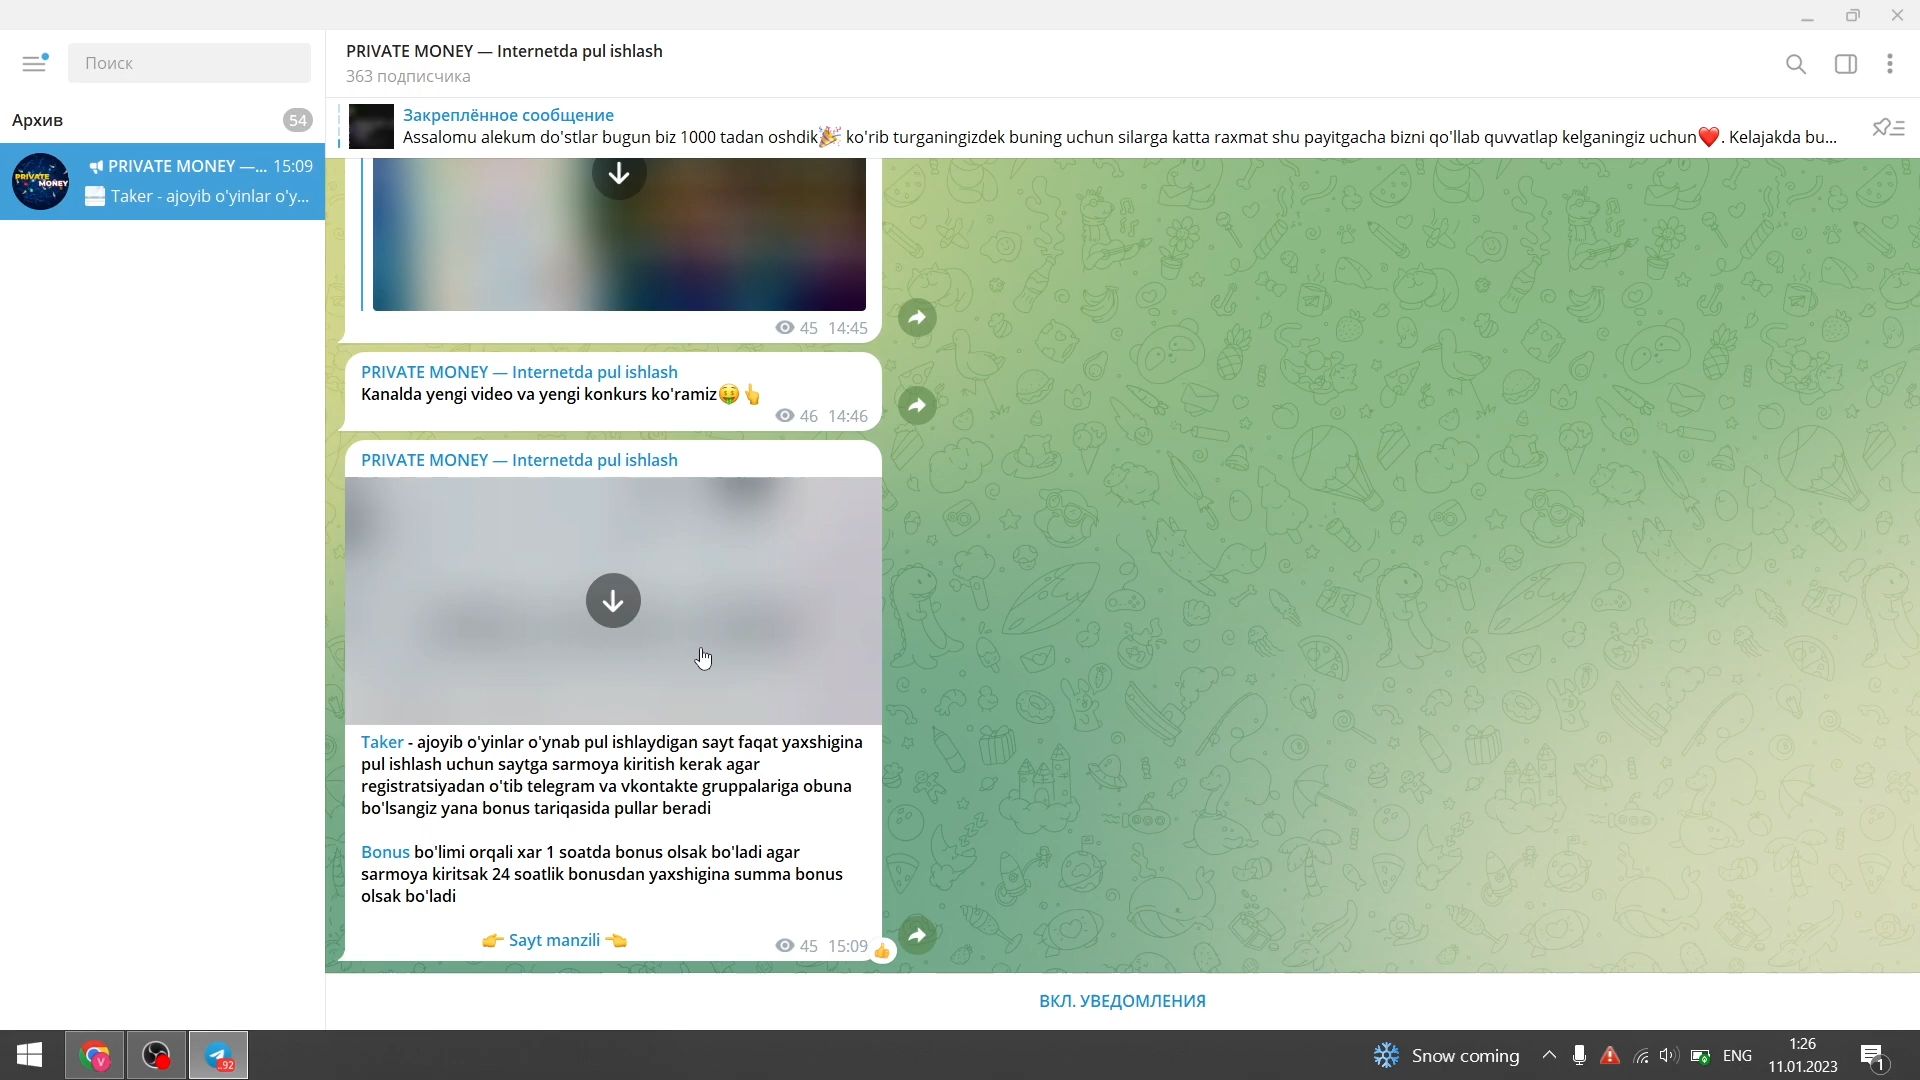 Поиск
Архив
54
PRIVATE MONEY —... 15:09
Taker - ajoyib o'yinlar o'y...
PRIVATE MONEY
PRIVATE MONEY — Internetda pul ishlash
363 подписчика
Закреплённое сообщение
Assalomu alekum do'stlar bugun biz 1000 tadan oshdik🎉 ko'rib turganingizdek buning uchun silarga katta raxmat shu payitgacha bizni qo'llab quvvatlap kelganingiz uchun❤️. Kelajakda bu...
45 14:45
PRIVATE MONEY — Internetda pul ishlash
Kanalda yengi video va yengi konkurs ko'ramiz🤑👆
46 14:46
PRIVATE MONEY — Internetda pul ishlash
Taker - ajoyib o'yinlar o'ynab pul ishlaydigan sayt faqat yaxshigina
pul ishlash uchun saytga sarmoya kiritish kerak agar
registratsiyadan o'tib telegram va vkontakte gruppalariga obuna
bo'lsangiz yana bonus tariqasida pullar beradi
Bonus bo'limi orqali xar 1 soatda bonus olsak bo'ladi agar
sarmoya kiritsak 24 soatlik bonusdan yaxshigina summa bonus
olsak bo'ladi
👉 Sayt manzili 👈
45 15:09
ВКЛ. УВЕДОМЛЕНИЯ
V
..92
Snow coming
ENG
1:26
11.01.2023
1